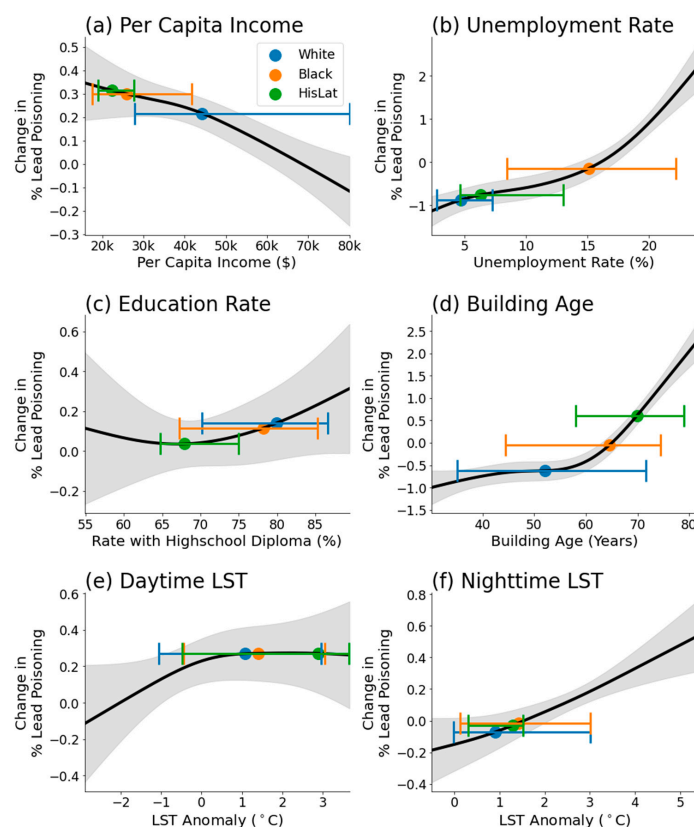 (a) Per Capita Income
0.5
0.4
0.3
0.2
0.1
0.0
−0.1
−0.2
−0.3
Change in
% Lead Poisoning
White
Black
HisLat
20k 30k 40k 50k 60k 70k 80k
Per Capita Income ($)
(b) Unemployment Rate
2
1
0
−1
Change in
% Lead Poisoning
5 10 15 20
Unemployment Rate (%)
(c) Education Rate
0.6
0.4
0.2
0.0
−0.2
Change in
% Lead Poisoning
55 60 65 70 75 80 85
Rate with Highschool Diploma (%)
(d) Building Age
2.5
2.0
1.5
1.0
0.5
0.0
−0.5
−1.0
−1.5
Change in
% Lead Poisoning
40 50 60 70 80
Building Age (Years)
(e) Daytime LST
0.6
0.4
0.2
0.0
−0.2
−0.4
Change in
% Lead Poisoning
−2 −1 0 1 2 3
LST Anomaly (°C)
(f) Nighttime LST
0.8
0.6
0.4
0.2
0.0
−0.2
−0.4
Change in
% Lead Poisoning
0 1 2 3 4 5
LST Anomaly (°C)